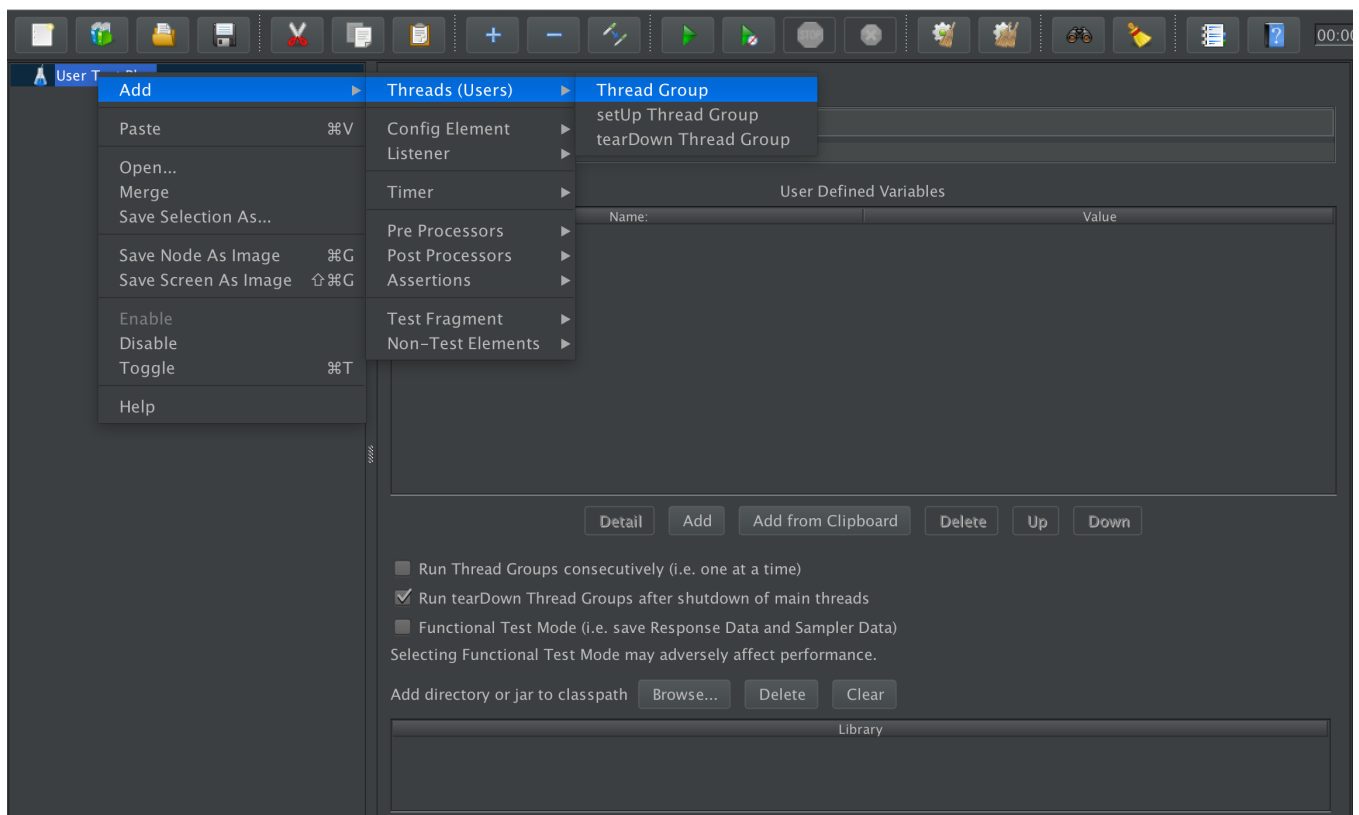 STOP
?
00:00
User T
Add
Paste ⌘V
Open...
Merge
Save Selection As...
Save Node As Image ⌘G
Save Screen As Image ⇧⌘G
Enable
Disable
Toggle ⌘T
Help
Threads (Users)
Config Element
Listener
Timer
Pre Processors
Post Processors
Assertions
Test Fragment
Non-Test Elements
Thread Group
setUp Thread Group
tearDown Thread Group
User Defined Variables
Name: Value
Detail Add Add from Clipboard Delete Up Down
Run Thread Groups consecutively (i.e. one at a time)
Run tearDown Thread Groups after shutdown of main threads
Functional Test Mode (i.e. save Response Data and Sampler Data)
Selecting Functional Test Mode may adversely affect performance.
Add directory or jar to classpath Browse... Delete Clear
Library